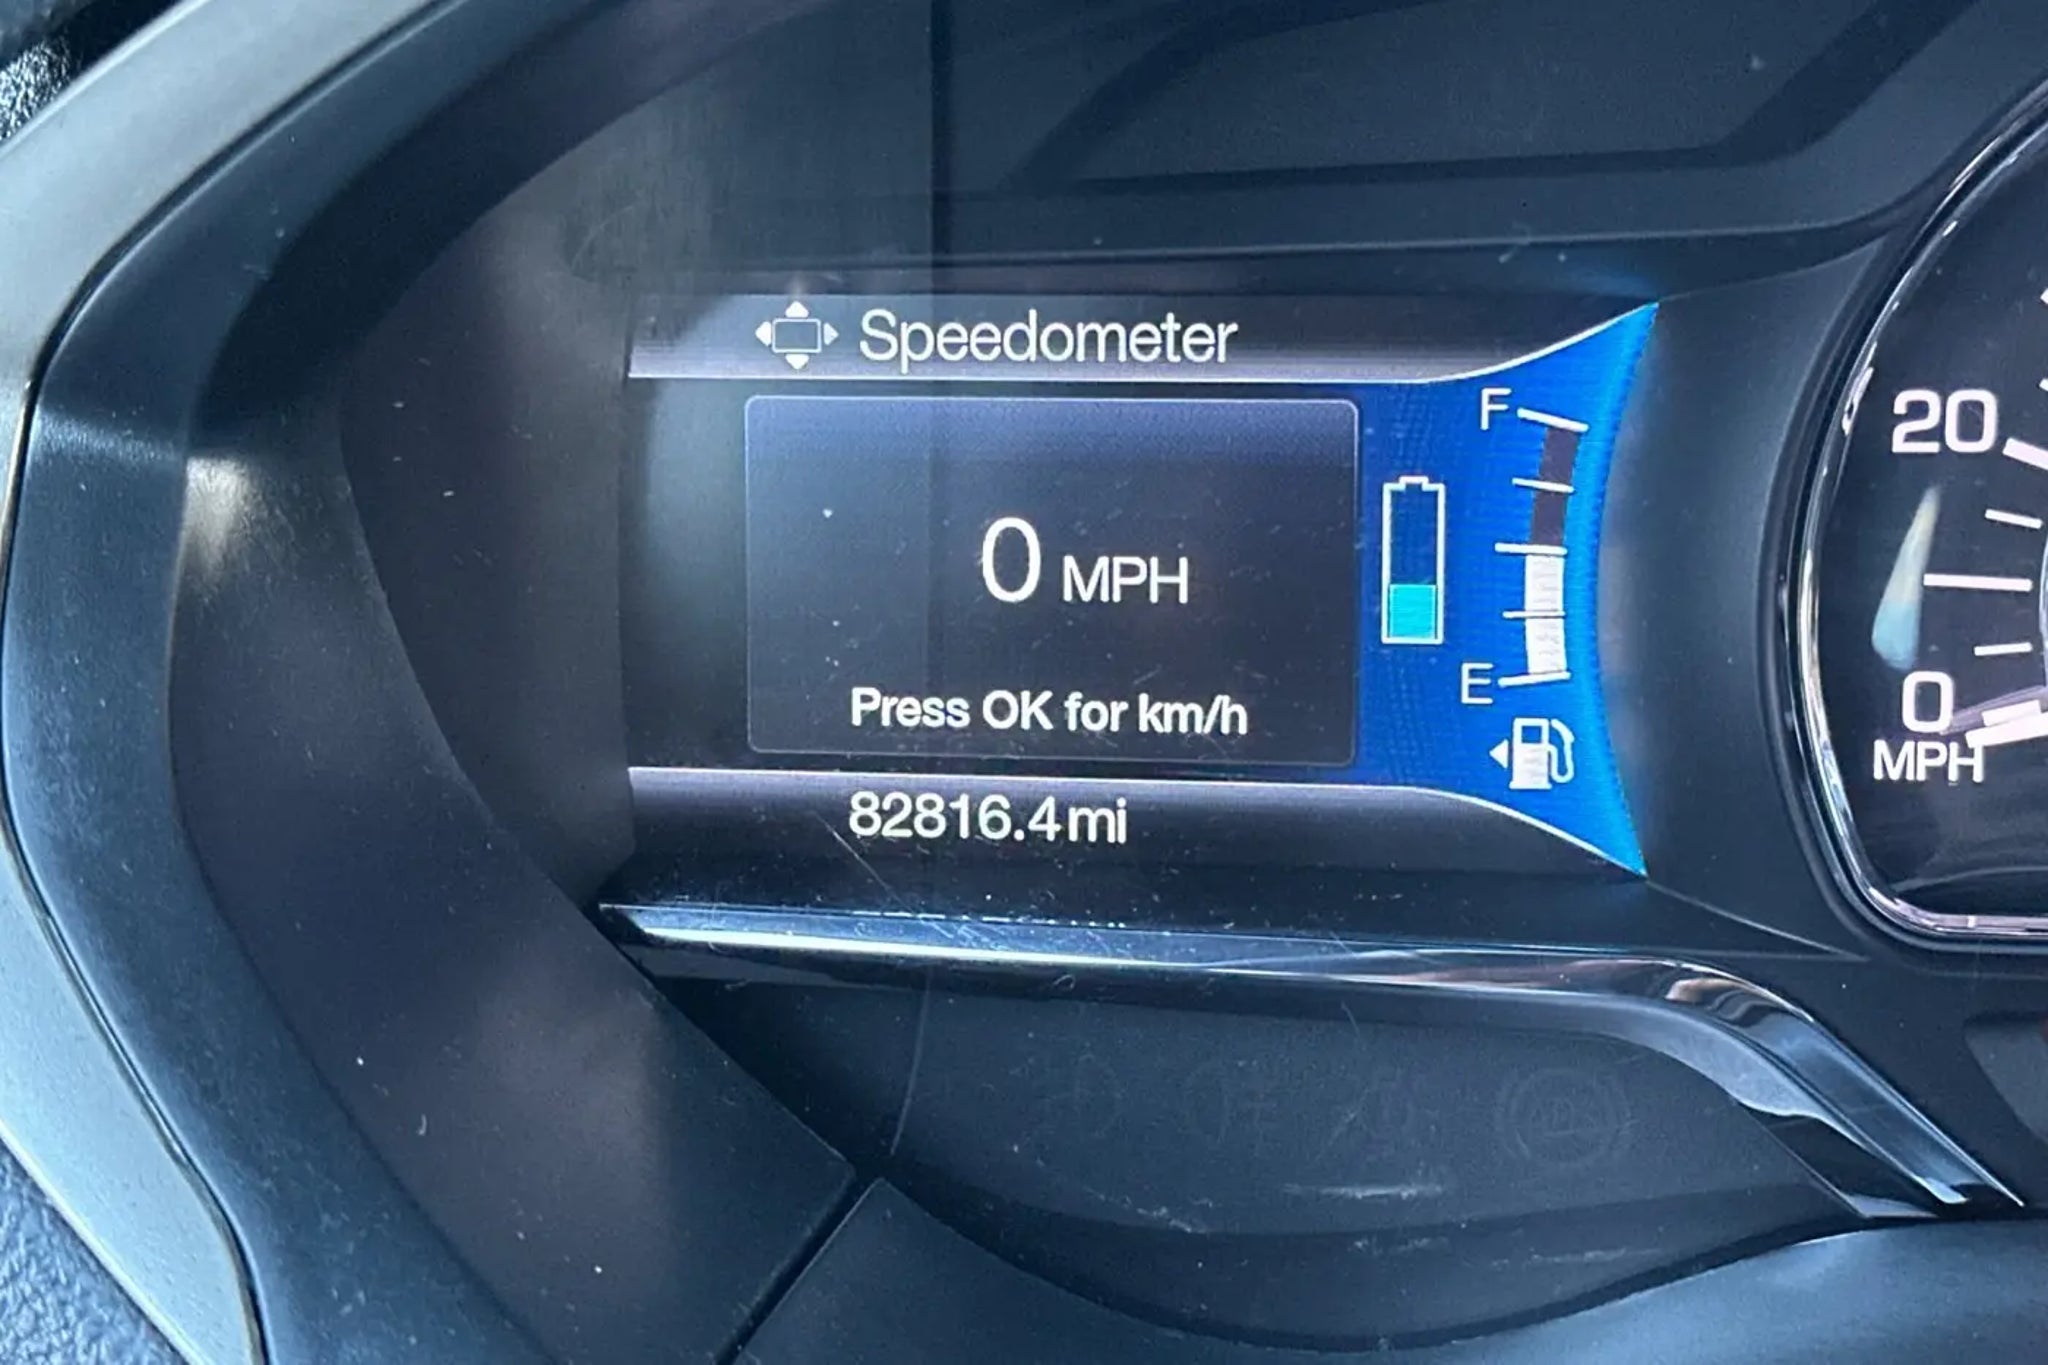 Speedometer
F
0 MPH
E
Press OK for km/h
82816.4mi
20
0
MPH